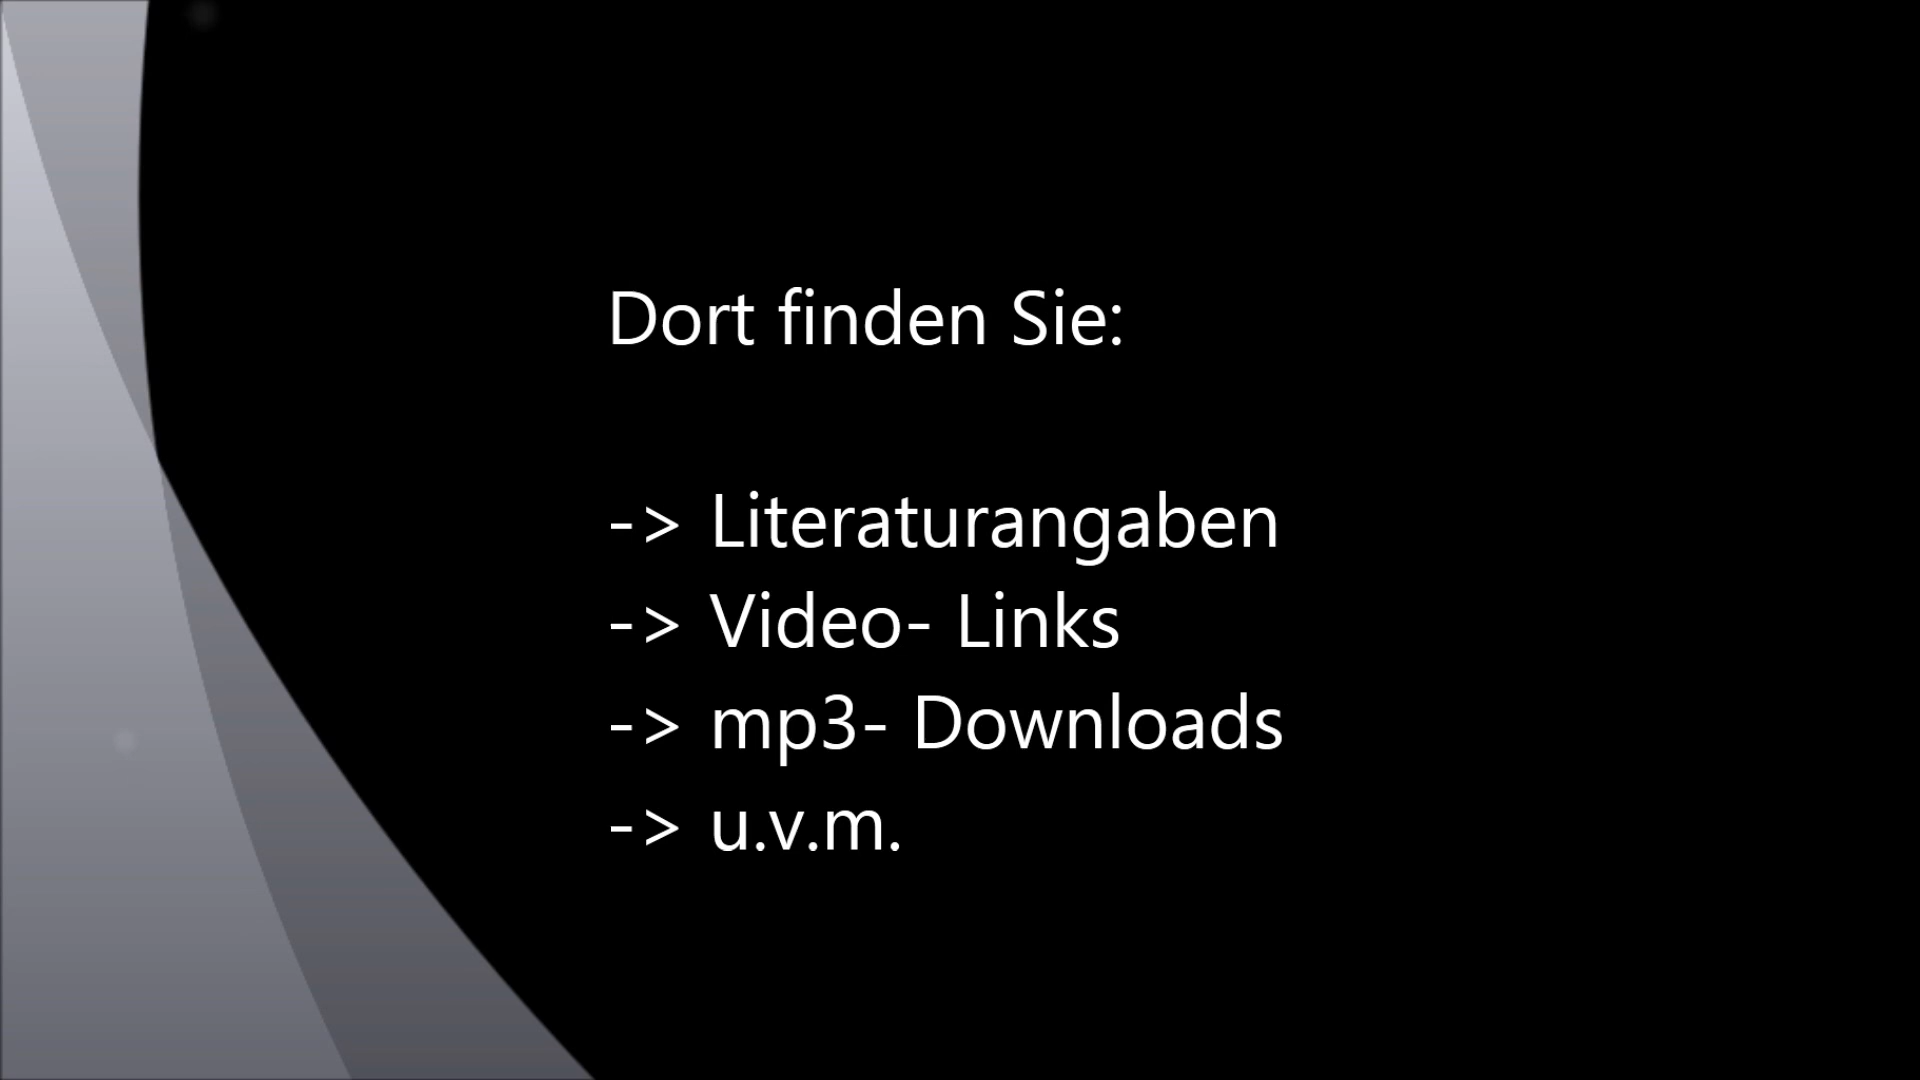 Dort finden Sie:
-> Literaturangaben
-> Video- Links
-> mp3- Downloads
-> u.v.m.